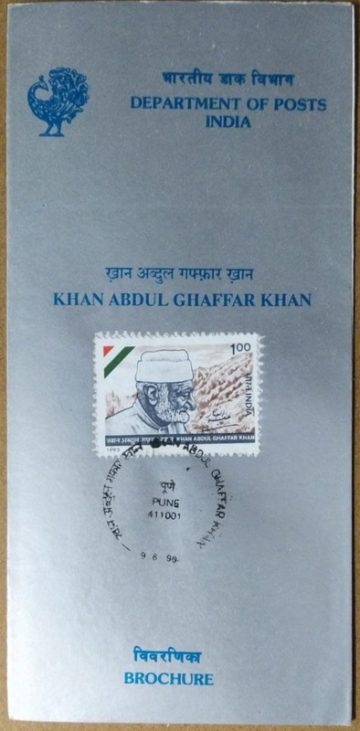 भारतीय डाक विभाग
DEPARTMENT OF POSTS
INDIA
ख़ान अब्दुल गफ्फ़ार ख़ान
KHAN ABDUL GHAFFAR KHAN
1.00
भारत INDIA
KHAN ABDUL GHAFFAR KHAN
1993
KHAN ABDUL GHAFFAR KHAN
पुणे
PUNE
411001
विवरणिका
BROCHURE